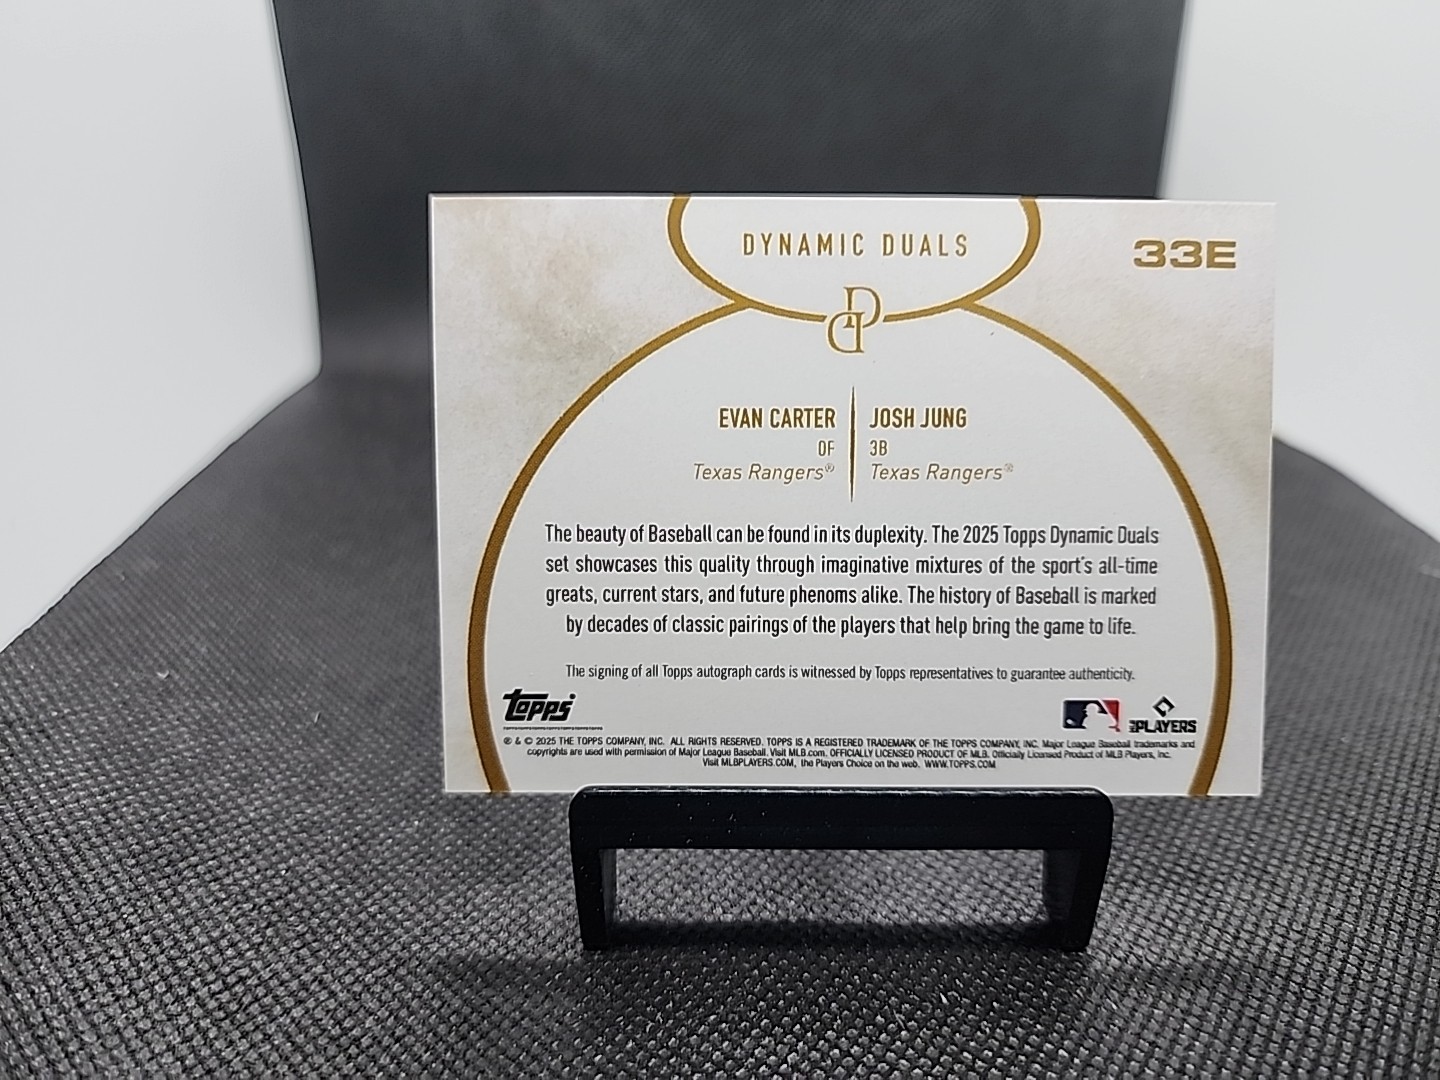 DYNAMIC DUALS
33E
EVAN CARTER
OF
Texas Rangers®
JOSH JUNG
3B
Texas Rangers®
The beauty of Baseball can be found in its duplexity. The 2025 Topps Dynamic Duals
set showcases this quality through imaginative mixtures of the sport's all-time
greats, current stars, and future phenoms alike. The history of Baseball is marked
by decades of classic pairings of the players that help bring the game to life.
The signing of all Topps autograph cards is witnessed by Topps representatives to guarantee authenticity.
topps
PLAYERS
® & © 2025 THE TOPPS COMPANY, INC. ALL RIGHTS RESERVED. TOPPS IS A REGISTERED TRADEMARK OF THE TOPPS COMPANY, INC. Major League Baseball trademarks and
copyrights are used with permission of Major League Baseball. Visit MLB.com. OFFICIALLY LICENSED PRODUCT OF MLB. Officially Licensed Product of MLB Players, Inc.
Visit MLBPLAYERS.COM, the Players Choice on the web. WWW.TOPPS.COM